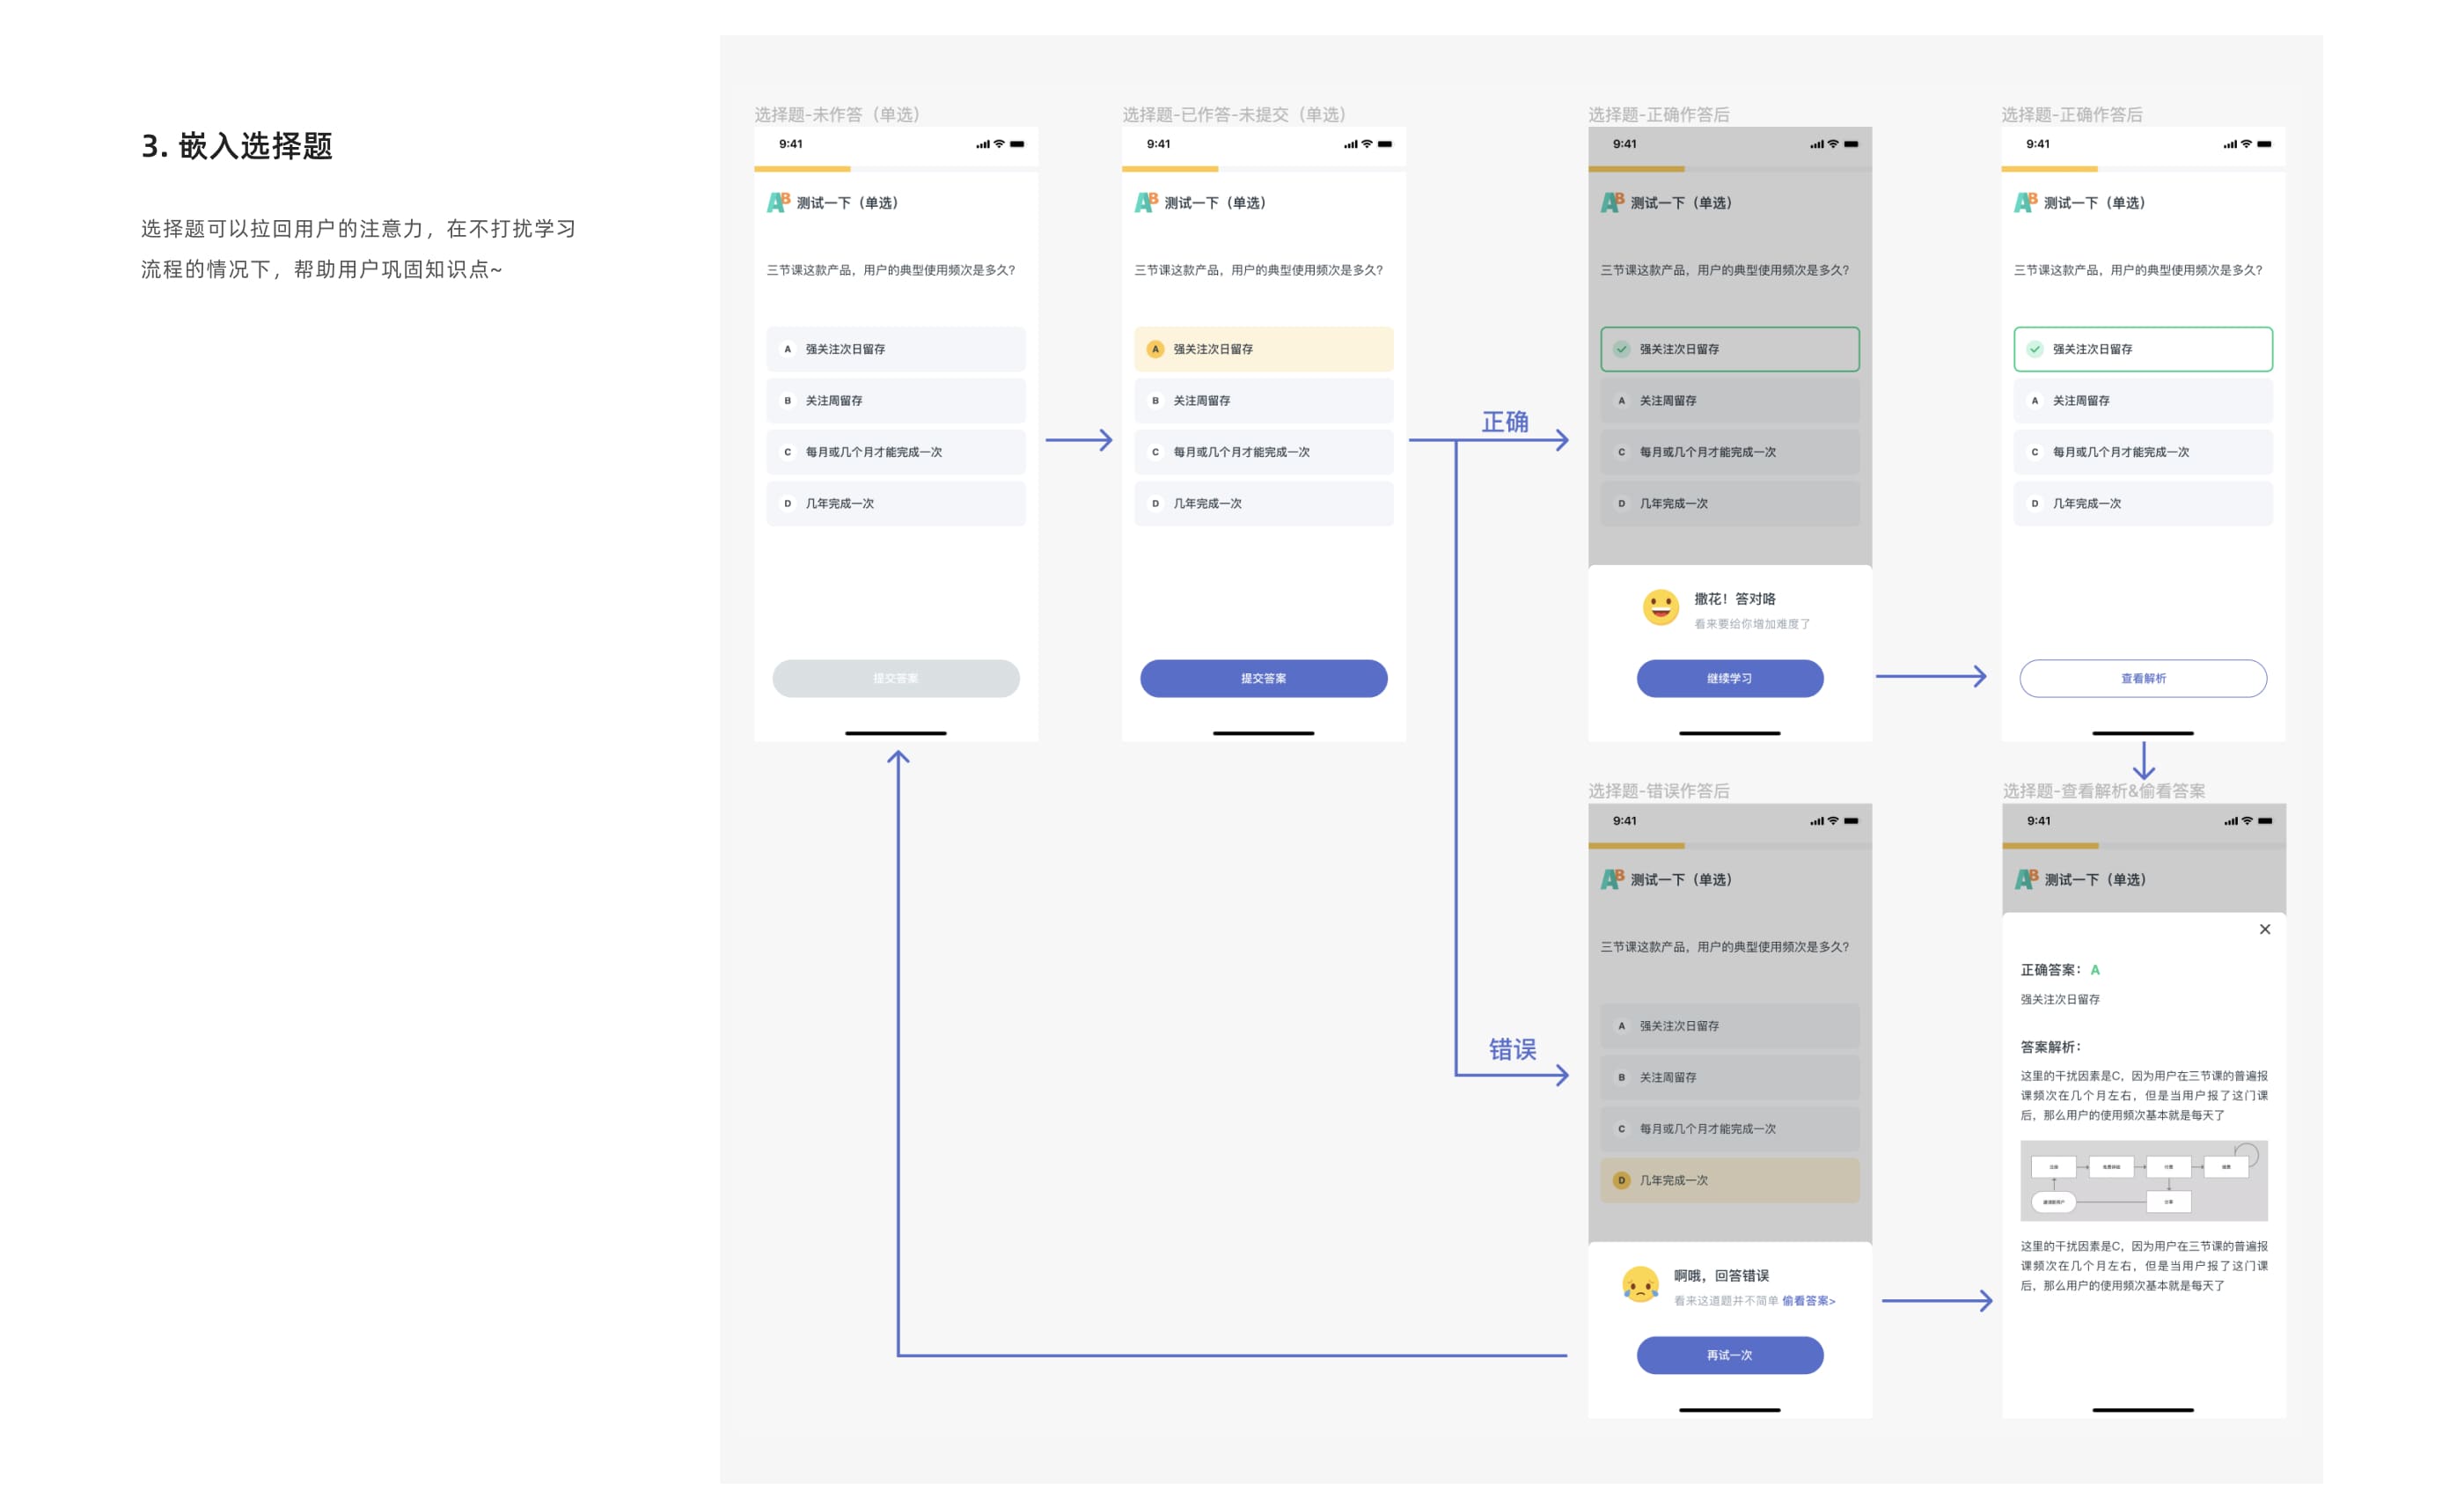 3. 嵌入选择题
选择题可以拉回用户的注意力，在不打扰学习
流程的情况下，帮助用户巩固知识点~
选择题-未作答（单选）
9:41
AB 测试一下（单选）
三节课这款产品，用户的典型使用频次是多久？
A 强关注次日留存
B 关注周留存
C 每月或几个月才能完成一次
D 几年完成一次
提交答案
选择题-已作答-未提交（单选）
9:41
AB 测试一下（单选）
三节课这款产品，用户的典型使用频次是多久？
A 强关注次日留存
B 关注周留存
C 每月或几个月才能完成一次
D 几年完成一次
提交答案
正确
选择题-正确作答后
9:41
AB 测试一下（单选）
三节课这款产品，用户的典型使用频次是多久？
强关注次日留存
A 关注周留存
C 每月或几个月才能完成一次
D 几年完成一次
撒花！答对咯
看来要给你增加难度了
继续学习
选择题-正确作答后
9:41
AB 测试一下（单选）
三节课这款产品，用户的典型使用频次是多久？
强关注次日留存
A 关注周留存
C 每月或几个月才能完成一次
D 几年完成一次
查看解析
错误
选择题-错误作答后
9:41
AB 测试一下（单选）
三节课这款产品，用户的典型使用频次是多久？
A 强关注次日留存
B 关注周留存
C 每月或几个月才能完成一次
D 几年完成一次
啊哦，回答错误
看来这道题并不简单 偷看答案>
再试一次
选择题-查看解析&偷看答案
9:41
AB 测试一下（单选）
正确答案：A
强关注次日留存
答案解析：
这里的干扰因素是C，因为用户在三节课的普遍报
课频次在几个月左右，但是当用户报了这门课
后，那么用户的使用频次基本就是每天了
这里的干扰因素是C，因为用户在三节课的普遍报
课频次在几个月左右，但是当用户报了这门课
后，那么用户的使用频次基本就是每天了